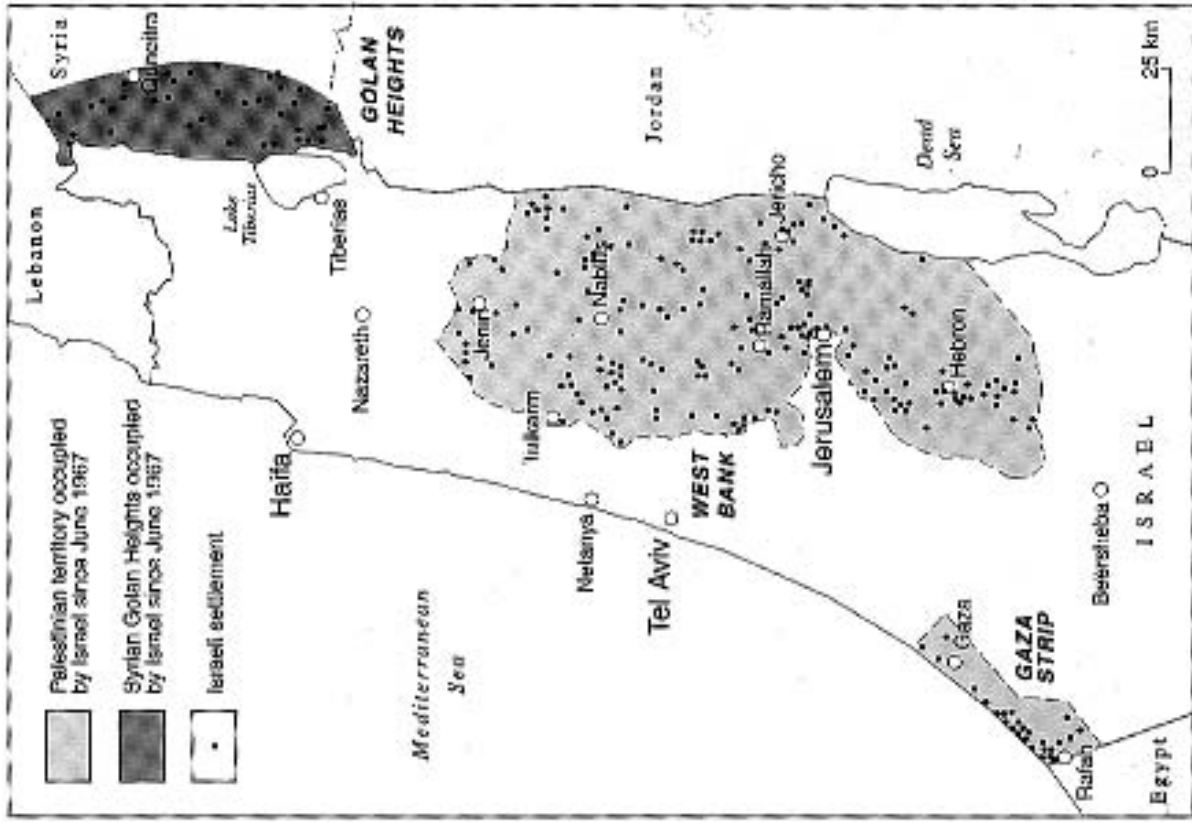 Palestinian territory occupied
by Israel since June 1967
Syrian Golan Heights occupied
by Israel since June 1967
Israeli settlement
Lebanon
Syria
Quneitra
GOLAN
HEIGHTS
Lake
Tiberias
Tiberias
Haifa
Nazareth
Mediterranean
Sea
Jenin
Tulkarm
Nablus
Netanya
Tel Aviv
WEST
BANK
Jordan
Ramallah
Jericho
Jerusalem
Dead
Sea
Hebron
Gaza
GAZA
STRIP
Rafah
Beersheba
ISRAEL
Egypt
0
25 km